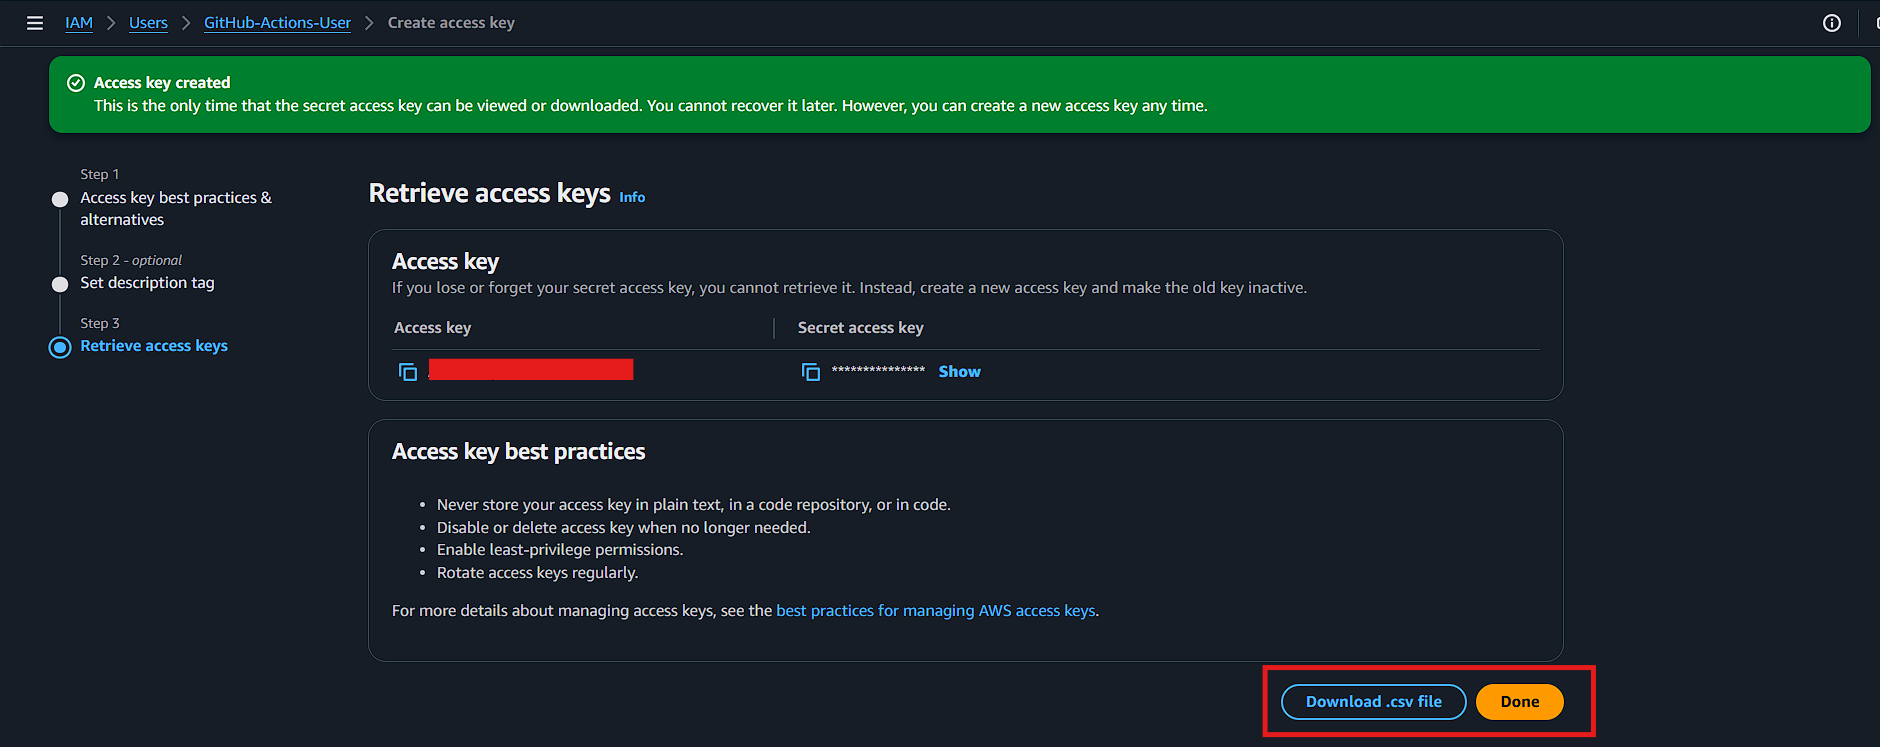 IAM > Users > GitHub-Actions-User > Create access key
Access key created
This is the only time that the secret access key can be viewed or downloaded. You cannot recover it later. However, you can create a new access key any time.
Step 1
Access key best practices &
alternatives
Step 2 - optional
Set description tag
Step 3
Retrieve access keys
Retrieve access keys Info
Access key
If you lose or forget your secret access key, you cannot retrieve it. Instead, create a new access key and make the old key inactive.
Access key
Secret access key
*************** Show
Access key best practices
• Never store your access key in plain text, in a code repository, or in code.
• Disable or delete access key when no longer needed.
• Enable least-privilege permissions.
• Rotate access keys regularly.
For more details about managing access keys, see the best practices for managing AWS access keys.
Download .csv file
Done